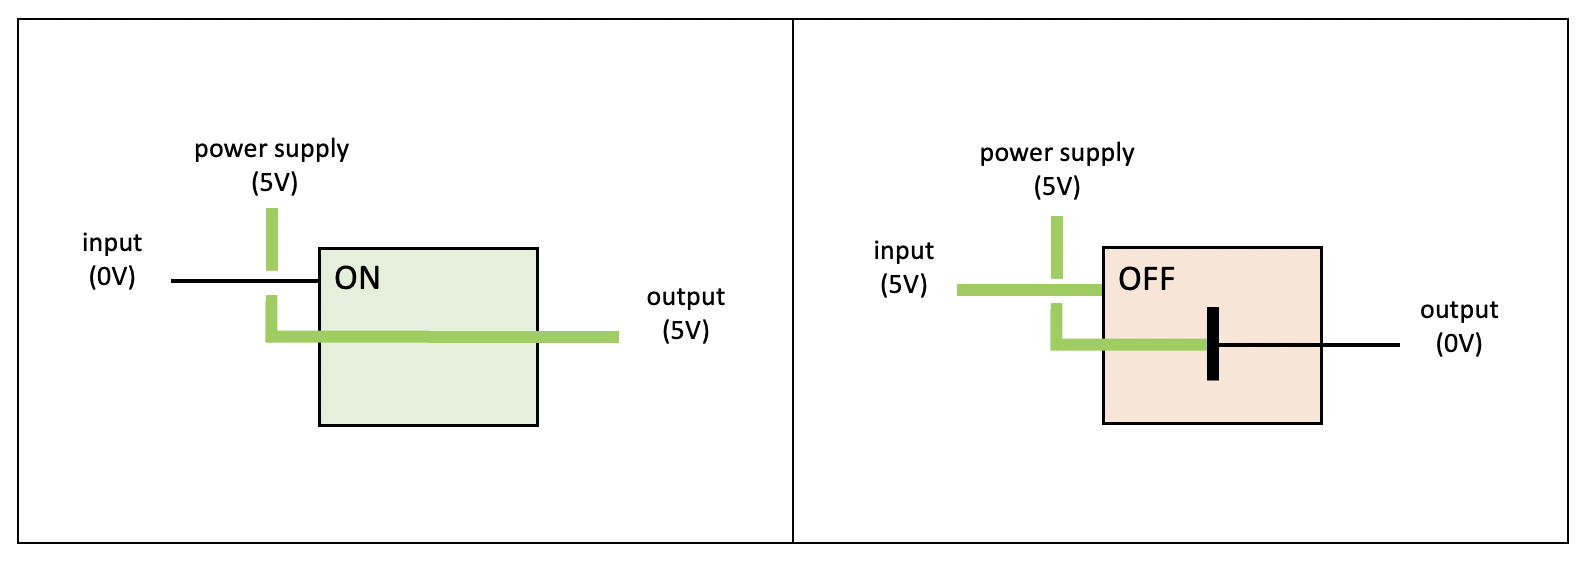 power supply
(5V)
input
(0V)
ON
output
(5V)
power supply
(5V)
input
(5V)
OFF
output
(0V)